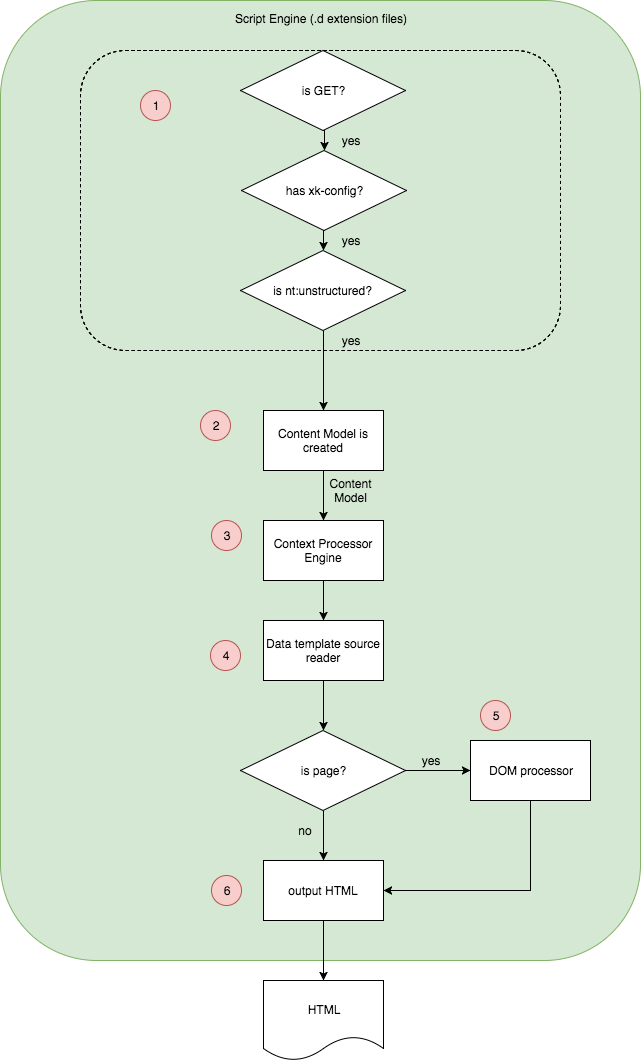 Script Engine (.d extension files)
is GET?
1
yes
has xk-config?
yes
is nt:unstructured?
yes
2
Content Model is
created
Content
Model
3
Context Processor
Engine
Data template source
reader
4
5
is page?
yes
DOM processor
no
6
output HTML
HTML